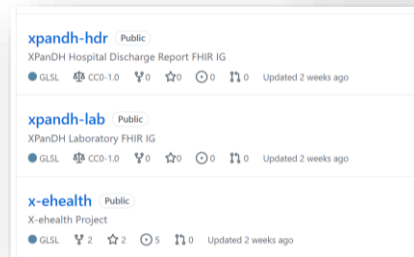 xpandh-hdr Public
XPanDH Hospital Discharge Report FHIR IG
GLSL CC0-1.0 0 0 0 0 Updated 2 weeks ago
xpandh-lab Public
XPanDH Laboratory FHIR IG
GLSL CC0-1.0 0 0 0 0 Updated 2 weeks ago
x-ehealth Public
X-ehealth Project
GLSL 2 2 5 0 Updated 2 weeks ago